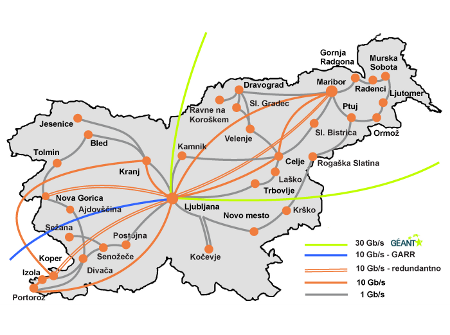 Gornja
Radgona
Murska
Sobota
Dravograd
Maribor
Radenci
Ravne na
Koroškem
Sl. Gradec
Ljutomer
Ptuj
Jesenice
Velenje
Sl. Bistrica
Ormož
Bled
Kamnik
Tolmin
Celje
Rogaška Slatina
Kranj
Laško
Trbovlje
Nova Gorica
Ajdovščina
Ljubljana
Novo mesto
Krško
Sežana
Postojna
Koper
Senožeče
Kočevje
Izola
Divača
Portorož
30 Gb/s GÉANT
10 Gb/s - GARR
10 Gb/s - redundantno
10 Gb/s
1 Gb/s